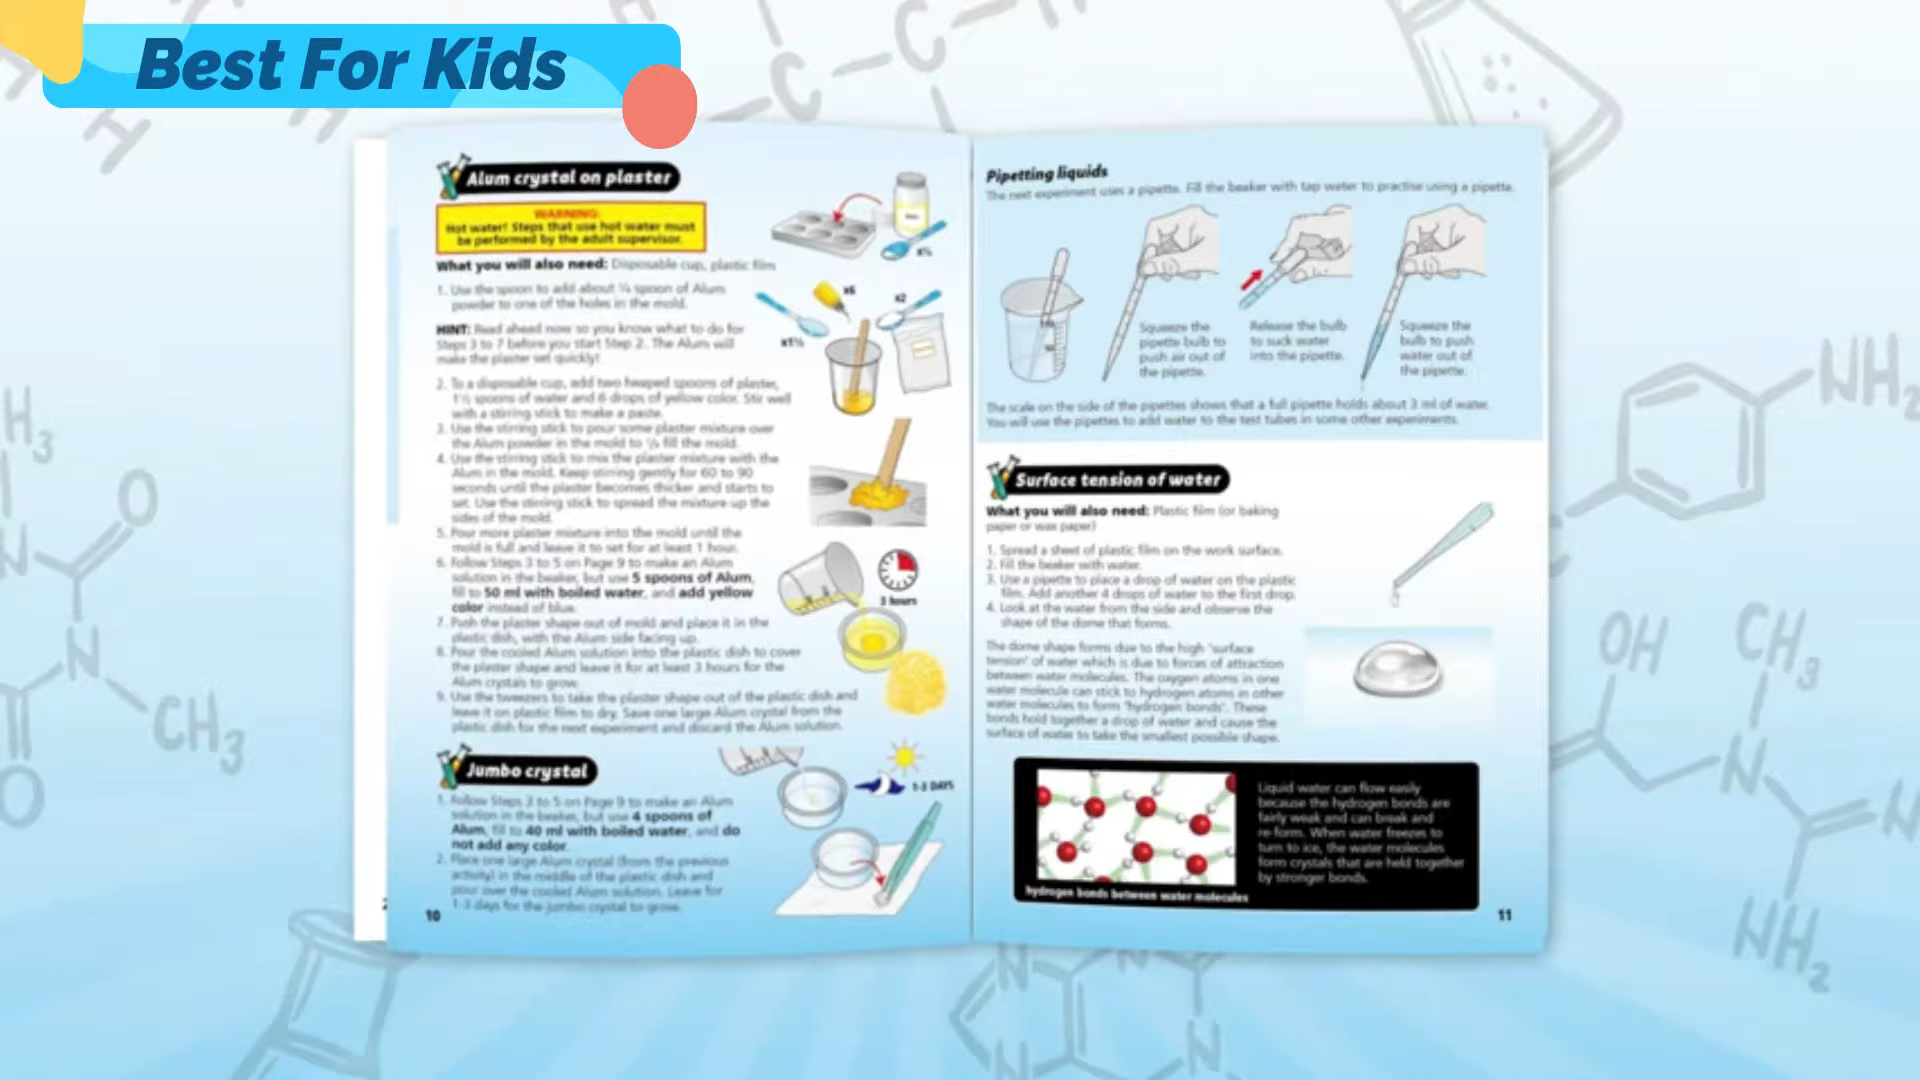 Best For Kids
Alum crystal on plaster
WARNING:
Hot water! Steps that use hot water must
be performed by the adult supervisor.
What you will also need: Disposable cup, plastic film
1. Use the spoon to add about ¼ spoon of Alum
powder to one of the holes in the mold.
HINT: Read ahead now so you know what to do for
Steps 3 to 7 before you start Step 2. The Alum will
make the plaster set quickly!
2. To a disposable cup, add two heaped spoons of plaster,
1½ spoons of water and 6 drops of yellow color. Stir well
with a stirring stick to make a paste.
3. Use the stirring stick to pour some plaster mixture over
the Alum powder in the mold to fill the mold.
4. Use the stirring stick to mix the plaster mixture with the
Alum in the mold. Keep stirring gently for 60 to 90
seconds until the plaster becomes thicker and starts to
set. Use the stirring stick to spread the mixture up the
sides of the mold.
5. Pour more plaster mixture into the mold until the
mold is full and leave it to set for at least 1 hour.
6. Follow Steps 3 to 5 on Page 9 to make an Alum
solution in the beaker, but use 5 spoons of Alum,
fill to 50 ml with boiled water, and add yellow
color instead of blue.
7. Push the plaster shape out of mold and place it in the
plastic dish, with the Alum side facing up.
8. Pour the cooled Alum solution into the plastic dish to cover
the plaster shape and leave it for at least 3 hours for the
Alum crystals to grow.
9. Use the tweezers to take the plaster shape out of the plastic dish and
leave it on plastic film to dry. Save one large Alum crystal from the
plastic dish for the next experiment and discard the Alum solution.
x6
x2
x1½
3 hours
Jumbo crystal
1-3 DAYS
1. Follow Steps 3 to 5 on Page 9 to make an Alum
solution in the beaker, but use 4 spoons of
Alum, fill to 40 ml with boiled water, and do
not add any color.
2. Place one large Alum crystal (from the previous
activity) in the middle of the plastic dish and
pour over the cooled Alum solution. Leave for
1-3 days for the jumbo crystal to grow.
10
Pipetting liquids
The next experiment uses a pipette. Fill the beaker with tap water to practise using a pipette.
Squeeze the
pipette bulb to
push air out of
the pipette.
Release the bulb
to suck water
into the pipette.
Squeeze the
bulb to push
water out of
the pipette.
The scale on the side of the pipettes shows that a full pipette holds about 3 ml of water.
You will use the pipettes to add water to the test tubes in some other experiments.
Surface tension of water
What you will also need: Plastic film (or baking
paper or wax paper)
1. Spread a sheet of plastic film on the work surface.
2. Fill the beaker with water.
3. Use a pipette to place a drop of water on the plastic
film. Add another 4 drops of water to the first drop.
4. Look at the water from the side and observe the
shape of the dome that forms.
The dome shape forms due to the high 'surface
tension' of water which is due to forces of attraction
between water molecules. The oxygen atoms in one
water molecule can stick to hydrogen atoms in other
water molecules to form 'hydrogen bonds'. These
bonds hold together a drop of water and cause the
surface of water to take the smallest possible shape.
Liquid water can flow easily
because the hydrogen bonds are
fairly weak and can break and
re-form. When water freezes to
turn to ice, the water molecules
form crystals that are held together
by stronger bonds.
hydrogen bonds between water molecules
11
NH2
OH
CH3
N
NH2
N
CH3
O
N
H3
O
C
C
H
H
N